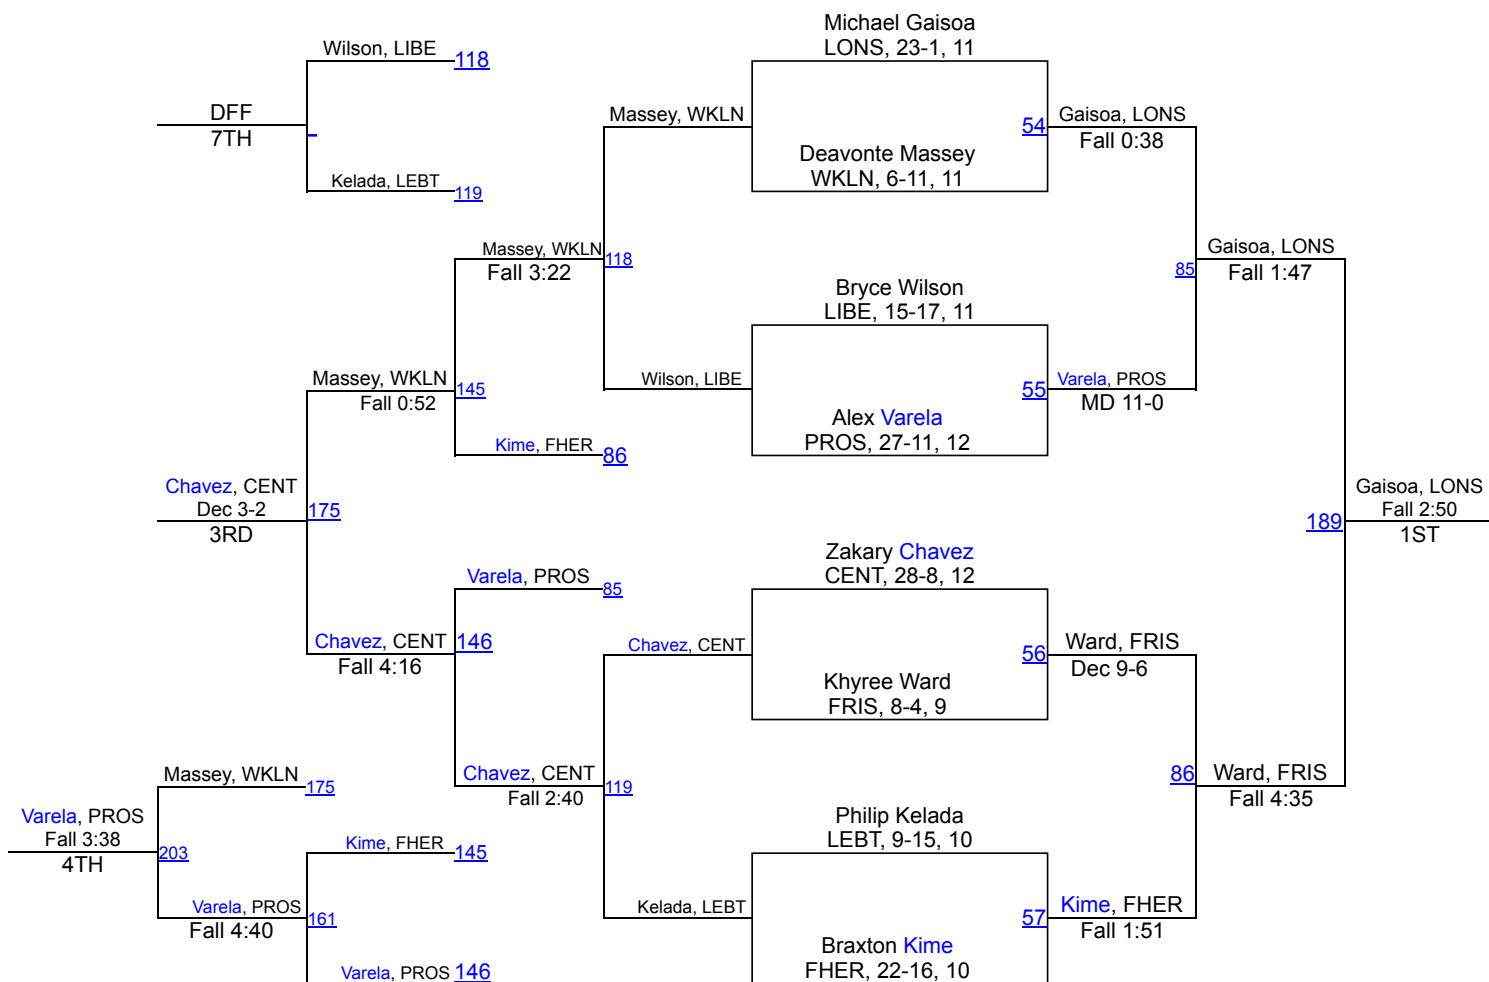 Michael Gaisoa
LONS, 23-1, 11
Wilson, LIBE
118
DFF
7TH
Massey, WKLN
54
Gaisoa, LONS
Fall 0:38
Deavonte Massey
WKLN, 6-11, 11
Kelada, LEBT
119
Massey, WKLN
Fall 3:22
118
Gaisoa, LONS
85
Fall 1:47
Bryce Wilson
LIBE, 15-17, 11
Massey, WKLN
Fall 0:52
145
Wilson, LIBE
55
Varela, PROS
MD 11-0
Alex Varela
PROS, 27-11, 12
Kime, FHER
86
Chavez, CENT
Dec 3-2
3RD
175
Gaisoa, LONS
Fall 2:50
189
1ST
Zakary Chavez
CENT, 28-8, 12
Varela, PROS
85
Chavez, CENT
Fall 4:16
146
Chavez, CENT
56
Ward, FRIS
Dec 9-6
Khyree Ward
FRIS, 8-4, 9
Massey, WKLN
175
Chavez, CENT
Fall 2:40
119
86
Ward, FRIS
Fall 4:35
Varela, PROS
Fall 3:38
4TH
203
Philip Kelada
LEBT, 9-15, 10
Kime, FHER
145
Varela, PROS
Fall 4:40
161
Kelada, LEBT
57
Kime, FHER
Fall 1:51
Braxton Kime
FHER, 22-16, 10
Varela, PROS
146